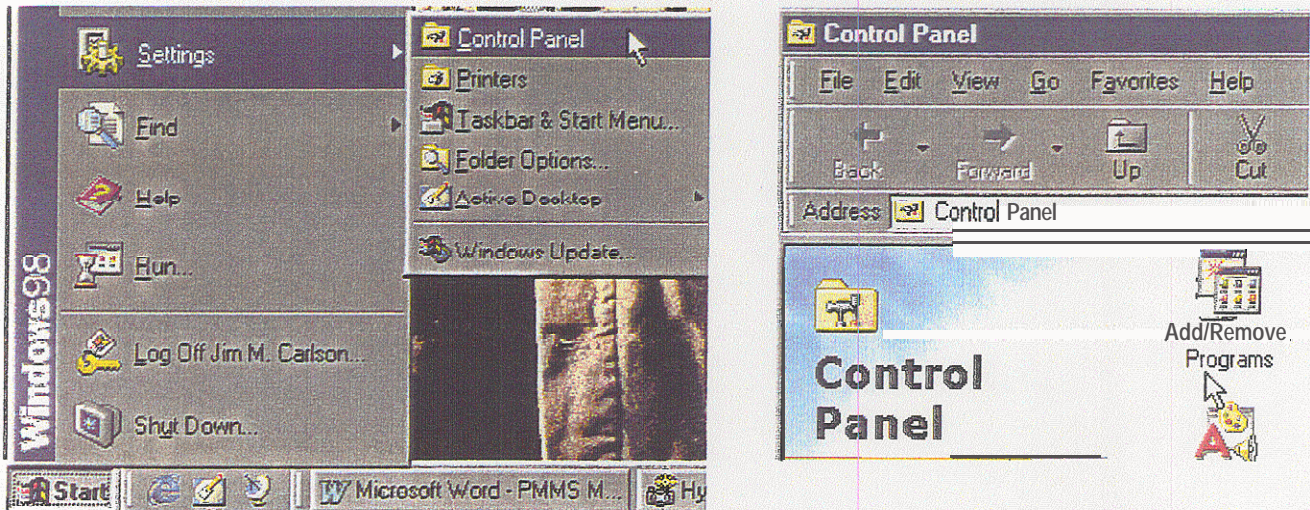 Settings
Find
Help
Run...
Log Off Jim M. Carlson...
Shut Down...
Windows98
Control Panel
Printers
Taskbar & Start Menu...
Folder Options...
Active Desktop
Windows Update...
Start
Microsoft Word - PMMS M...
Hy
Control Panel
File Edit View Go Favorites Help
Back Forward Up Cut
Address Control Panel
Control
Panel
Add/Remove
Programs